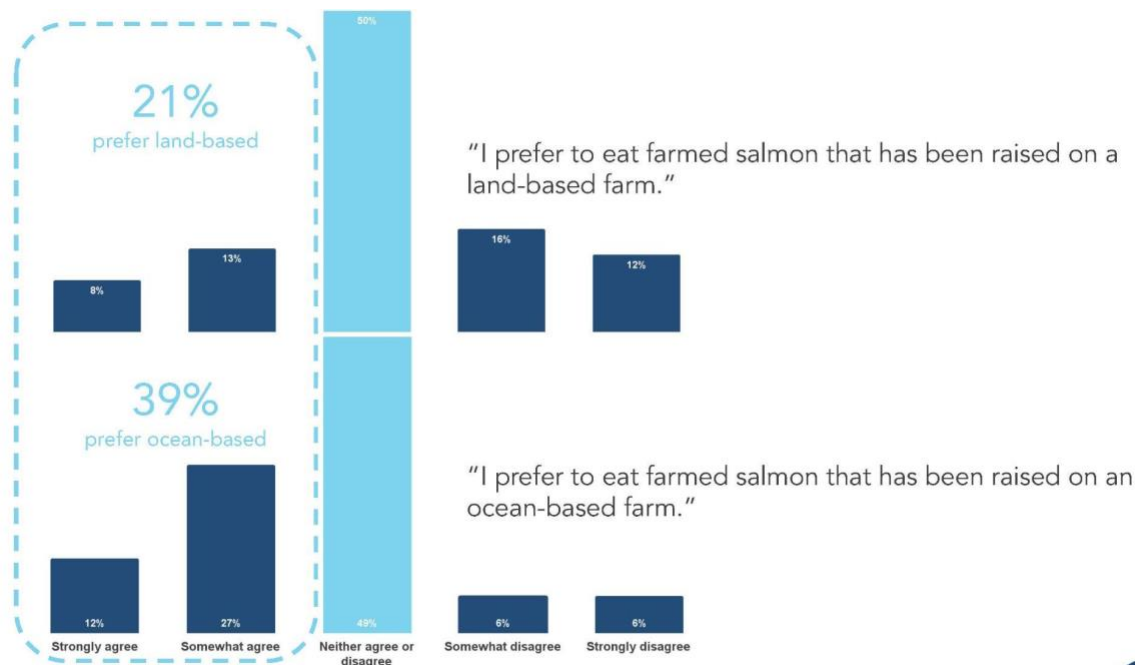 50%
21%
prefer land-based
"I prefer to eat farmed salmon that has been raised on a
land-based farm."
8%
13%
16%
12%
39%
prefer ocean-based
"I prefer to eat farmed salmon that has been raised on an
ocean-based farm."
12%
27%
49%
6%
6%
Strongly agree
Somewhat agree
Neither agree or
disagree
Somewhat disagree
Strongly disagree